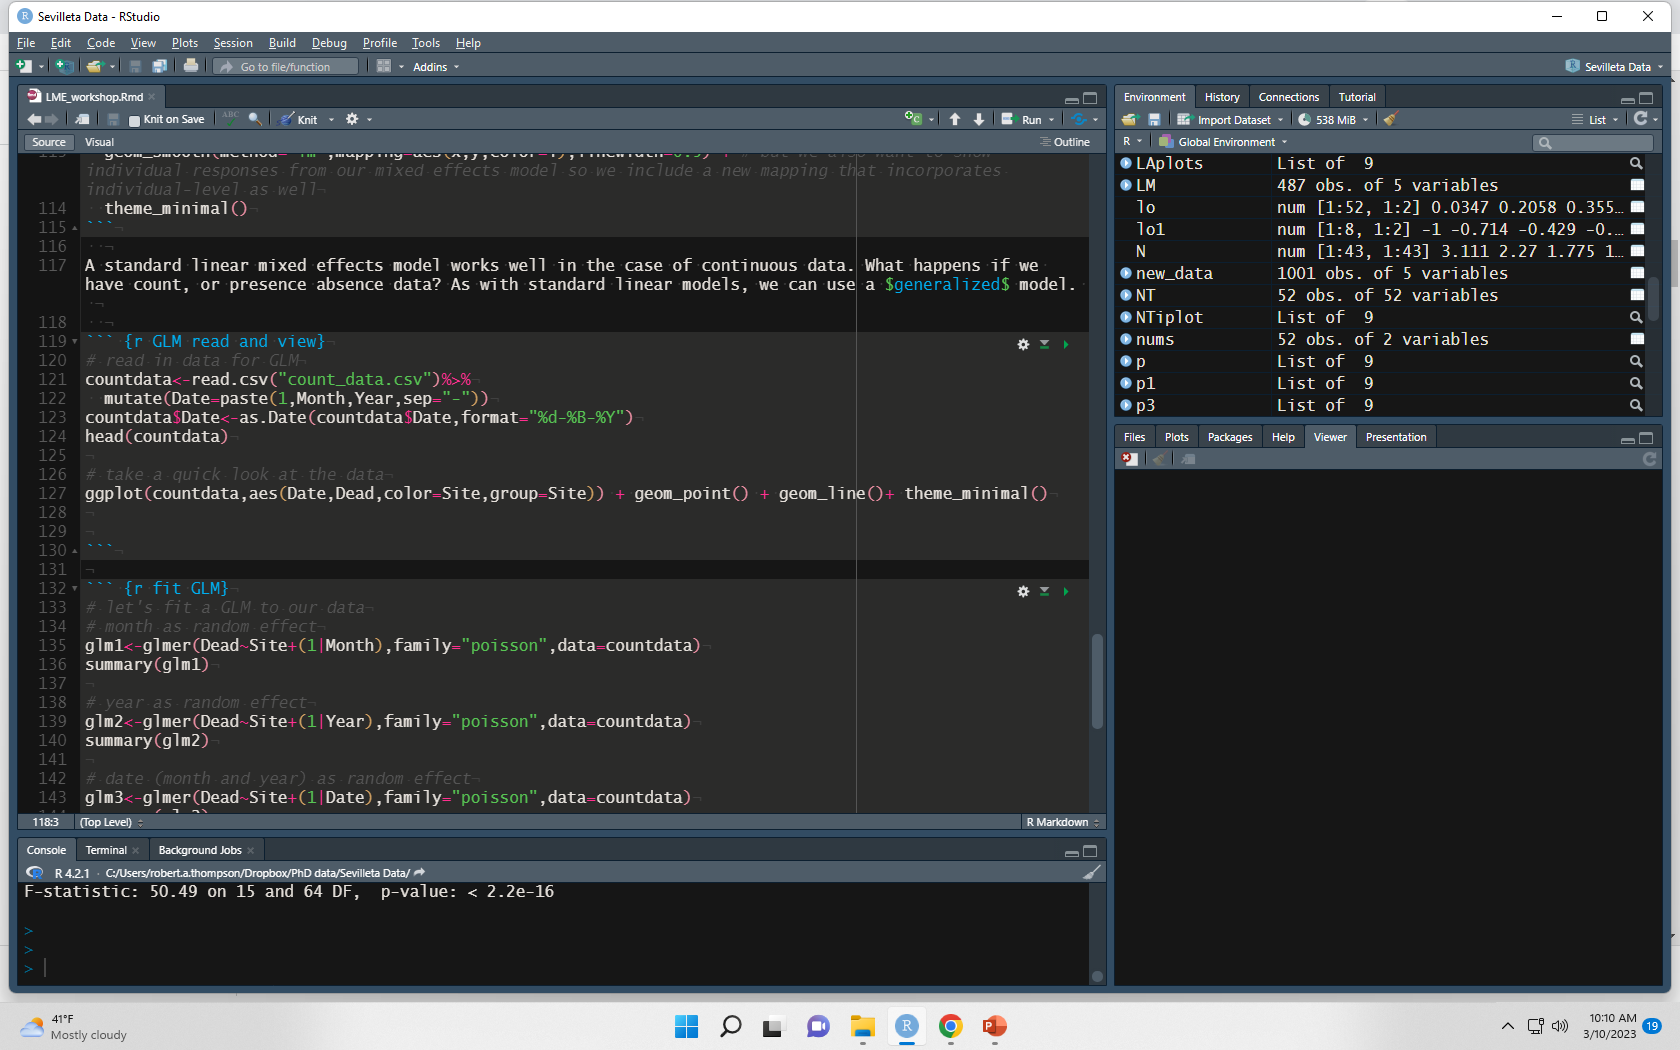 Sevilleta Data - RStudio
File Edit Code View Plots Session Build Debug Profile Tools Help
Go to file/function Addins Sevilleta Data
LME_workshop.Rmd
Knit on Save ABC Knit Run
Source Visual Outline
individual responses from our mixed effects model so we include a new mapping that incorporates
individual-level as well
114 theme_minimal()
115 ```
116
117 A standard linear mixed effects model works well in the case of continuous data. What happens if we
have count, or presence absence data? As with standard linear models, we can use a $generalized$ model.
118
119 ``` {r GLM read and view}
120 # read in data for GLM
121 countdata<-read.csv("count_data.csv")%>%
122 mutate(Date=paste(1,Month,Year,sep="-"))
123 countdata$Date<-as.Date(countdata$Date,format="%d-%B-%Y")
124 head(countdata)
125
126 # take a quick look at the data
127 ggplot(countdata,aes(Date,Dead,color=Site,group=Site)) + geom_point() + geom_line()+ theme_minimal()
128
129
130 ```
131
132 ``` {r fit GLM}
133 # let's fit a GLM to our data
134 # month as random effect
135 glm1<-glmer(Dead~Site+(1|Month),family="poisson",data=countdata)
136 summary(glm1)
137
138 # year as random effect
139 glm2<-glmer(Dead~Site+(1|Year),family="poisson",data=countdata)
140 summary(glm2)
141
142 # date (month and year) as random effect
143 glm3<-glmer(Dead~Site+(1|Date),family="poisson",data=countdata)
118:3 (Top Level) R Markdown
Console Terminal Background Jobs
R 4.2.1 · C:/Users/robert.a.thompson/Dropbox/PhD data/Sevilleta Data/
F-statistic: 50.49 on 15 and 64 DF, p-value: < 2.2e-16
>
>
>
Environment History Connections Tutorial
Import Dataset 538 MiB List
R Global Environment
LAplots List of 9
LM 487 obs. of 5 variables
lo num [1:52, 1:2] 0.0347 0.2058 0.355...
lo1 num [1:8, 1:2] -1 -0.714 -0.429 -0...
N num [1:43, 1:43] 3.111 2.27 1.775 1...
new_data 1001 obs. of 5 variables
NT 52 obs. of 52 variables
NTiplot List of 9
nums 52 obs. of 2 variables
p List of 9
p1 List of 9
p3 List of 9
Files Plots Packages Help Viewer Presentation
41°F
Mostly cloudy
10:10 AM
3/10/2023
19